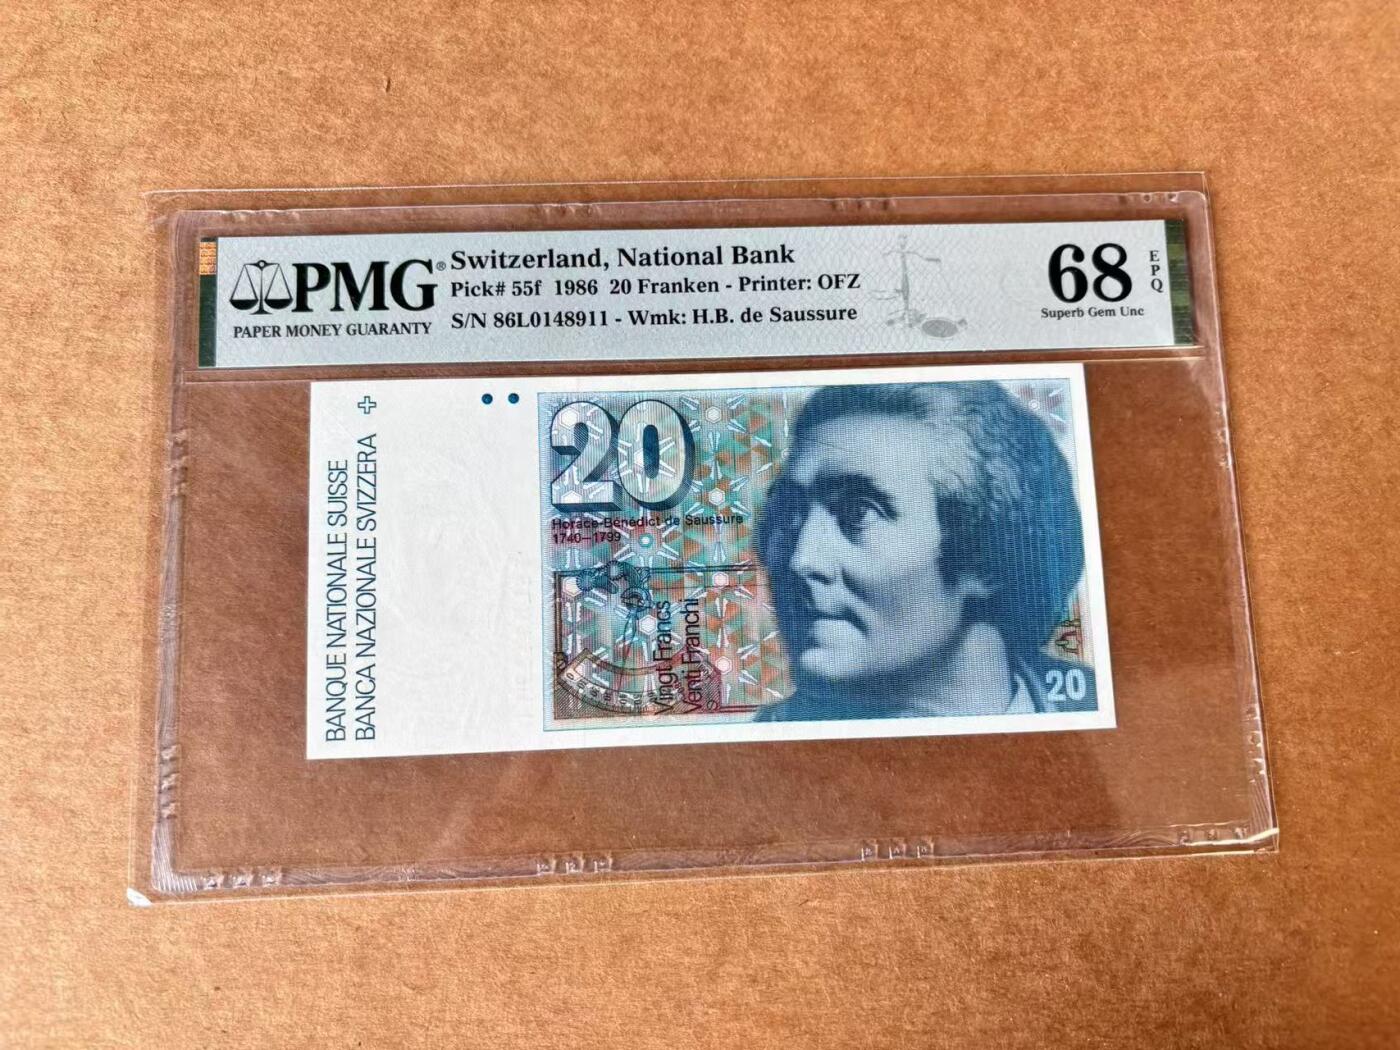 PMG®
PAPER MONEY GUARANTY
Switzerland, National Bank
Pick# 55f 1986 20 Franken - Printer: OFZ
S/N 86L0148911 - Wmk: H.B. de Saussure
68
EPQ
Superb Gem Unc
BANQUE NATIONALE SUISSE
BANCA NAZIONALE SVIZZERA
20
Horace-Bénédict de Saussure
1740–1799
Vingt Francs
Venti Franchi
20